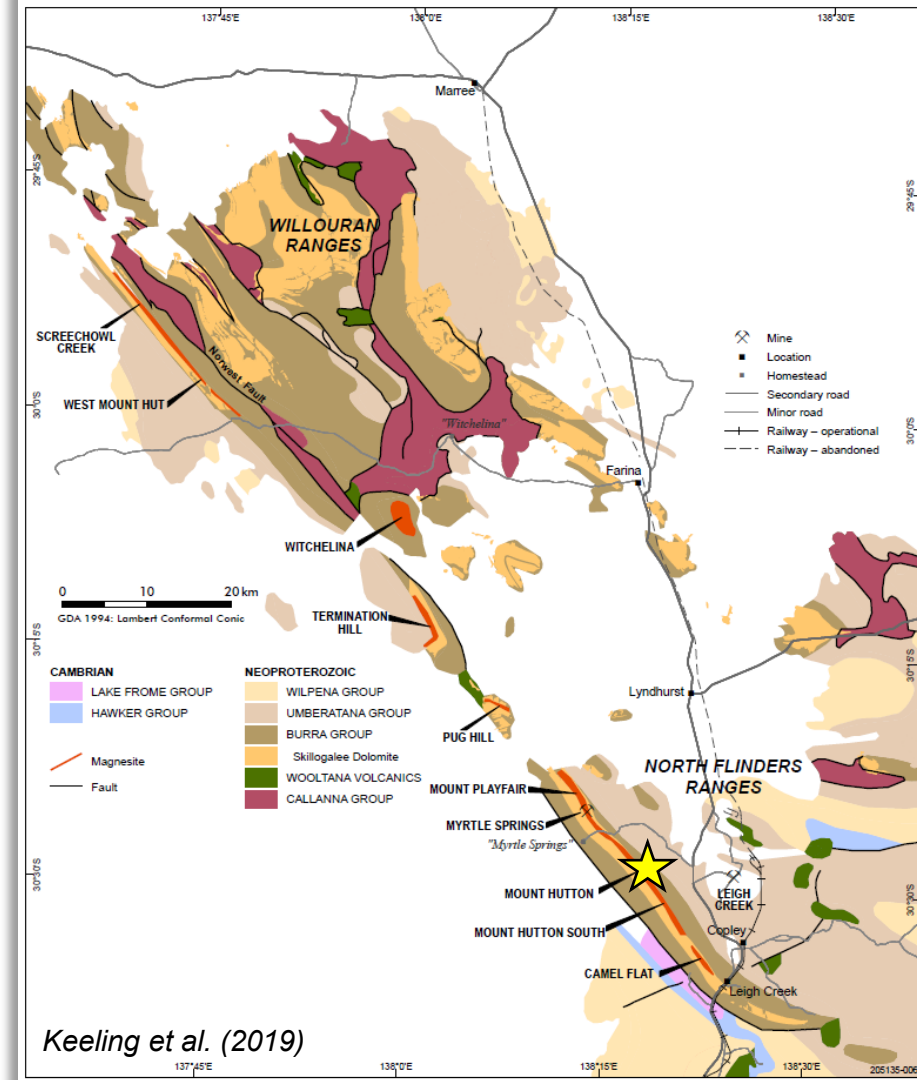 137°45'E
138°0'E
138°15'E
138°30'E
Marree
29°45'S
29°45'S
WILLOURAN
RANGES
SCREECHOWL
CREEK
Norwest Fault
WEST MOUNT HUT
30°0'S
30°0'S
"Witchelina"
Mine
Location
Homestead
Secondary road
Minor road
Railway – operational
Railway – abandoned
Farina
WITCHELINA
0 10 20 km
GDA 1994: Lambert Conformal Conic
TERMINATION
HILL
30°15'S
30°15'S
CAMBRIAN
LAKE FROME GROUP
HAWKER GROUP
Magnesite
Fault
NEOPROTEROZOIC
WILPENA GROUP
UMBERATANA GROUP
BURRA GROUP
Skillogalee Dolomite
WOOLTANA VOLCANICS
CALLANNA GROUP
Lyndhurst
PUG HILL
NORTH FLINDERS
RANGES
MOUNT PLAYFAIR
MYRTLE SPRINGS
"Myrtle Springs"
30°30'S
30°30'S
MOUNT HUTTON
LEIGH
CREEK
MOUNT HUTTON SOUTH
Copley
CAMEL FLAT
Leigh Creek
Keeling et al. (2019)
137°45'E
138°0'E
138°15'E
138°30'E
205135-006